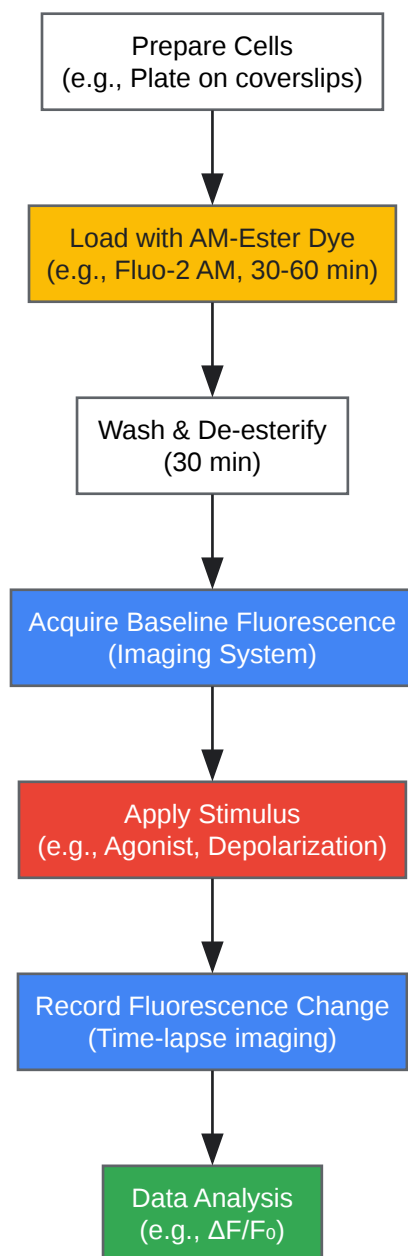 Prepare Cells
(e.g., Plate on coverslips)
Load with AM-Ester Dye
(e.g., Fluo-2 AM, 30-60 min)
Wash & De-esterify
(30 min)
Acquire Baseline Fluorescence
(Imaging System)
Apply Stimulus
(e.g., Agonist, Depolarization)
Record Fluorescence Change
(Time-lapse imaging)
Data Analysis
(e.g., ΔF/F₀)